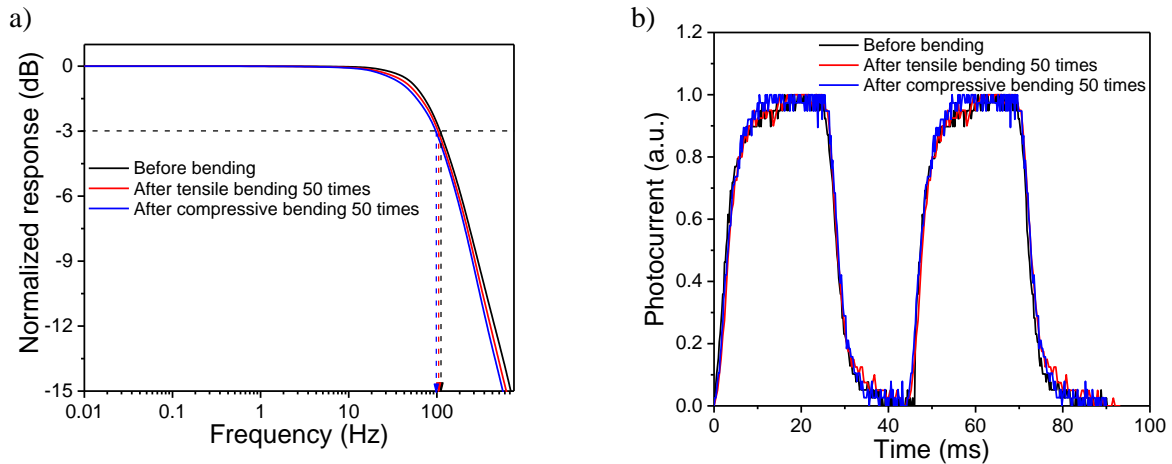 a)
Normalized response (dB)
0
-3
-6
-9
-12
-15
Before bending
After tensile bending 50 times
After compressive bending 50 times
0.01 0.1 1 10 100
Frequency (Hz)
b)
Photocurrent (a.u.)
1.2
1.0
0.8
0.6
0.4
0.2
0.0
Before bending
After tensile bending 50 times
After compressive bending 50 times
0 20 40 60 80 100
Time (ms)